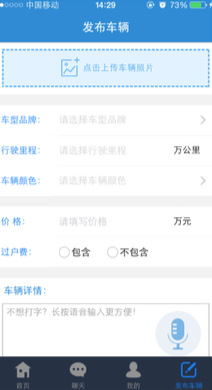 中国移动 14:29 73%
发布车辆
点击上传车辆照片
车型品牌： 请选择车型品牌
行驶里程： 请选择行驶里程 万公里
车辆颜色： 请选择车辆颜色
价 格： 请填写价格 万元
过户费： 包含 不包含
车辆详情：
不想打字？长按语音输入更方便！
首页 聊天 我的 发布车辆